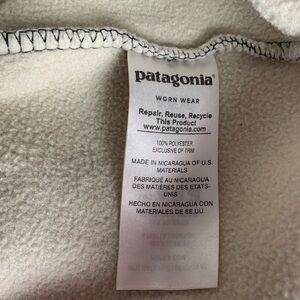 patagonia®
WORN WEAR
Repair, Reuse, Recycle
This Product
www.patagonia.com
100% POLYESTER
EXCLUSIVE OF TRIM
MADE IN NICARAGUA OF U.S.
MATERIALS
FABRIQUÉ AU NICARAGUA
DES MATIÈRES DES ETATS-
UNIS
HECHO EN NICARAGUA CON
MATERIALES DE EE.UU.